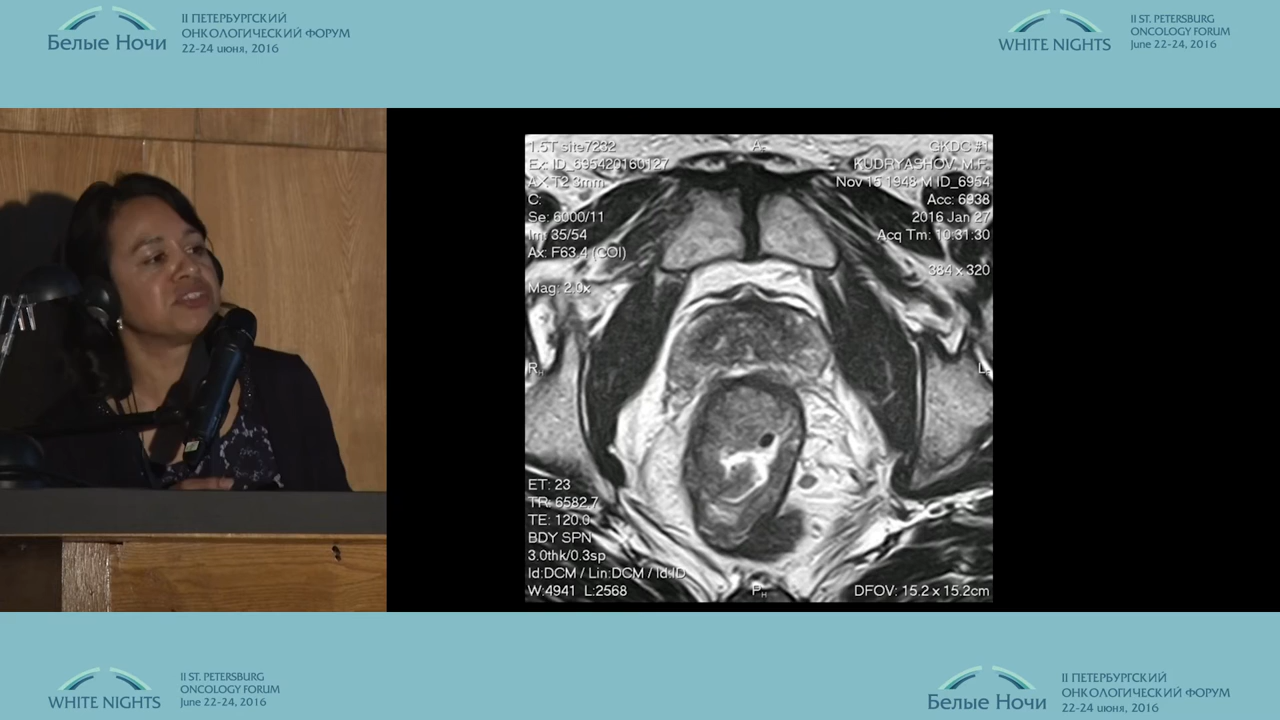 Белые Ночи
II ПЕТЕРБУРГСКИЙ
ОНКОЛОГИЧЕСКИЙ ФОРУМ
22-24 июня, 2016
WHITE NIGHTS
II ST. PETERSBURG
ONCOLOGY FORUM
June 22-24, 2016
1.5T site7232
Ex: ID_695420160127
AX T2 3mm
C:
Se: 6000/11
Im: 35/54
Ax: F63.4 (COI)
Mag: 2.0x
A
GKDC #1
KUDRYASHOV. M.F.
Nov 15 1948 M ID_6954
Acc: 6938
2016 Jan 27
Acq Tm: 10:31:30
384 x 320
RH
L
ET: 23
TR: 6582.7
TE: 120.0
BDY SPN
3.0thk/0.3sp
Id:DCM / Lin:DCM / Id:ID
W:4941 L:2568
PH
DFOV: 15.2 x 15.2cm
WHITE NIGHTS
II ST. PETERSBURG
ONCOLOGY FORUM
June 22-24, 2016
Белые Ночи
II ПЕТЕРБУРГСКИЙ
ОНКОЛОГИЧЕСКИЙ ФОРУМ
22-24 июня, 2016